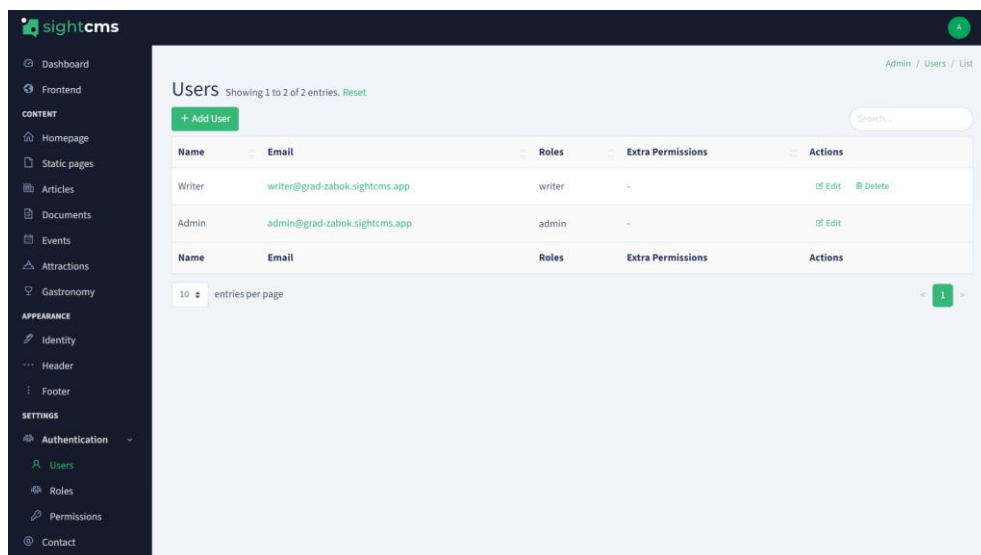 sightcms
A
Dashboard
Frontend
CONTENT
Homepage
Static pages
Articles
Documents
Events
Attractions
Gastronomy
APPEARANCE
Identity
Header
Footer
SETTINGS
Authentication
Users
Roles
Permissions
Contact
Admin / Users / List
Users Showing 1 to 2 of 2 entries. Reset
+ Add User
Search...
Name Email Roles Extra Permissions Actions
Writer writer@grad-zabok.sightcms.app writer - Edit Delete
Admin admin@grad-zabok.sightcms.app admin - Edit
Name Email Roles Extra Permissions Actions
10 entries per page
< 1 >